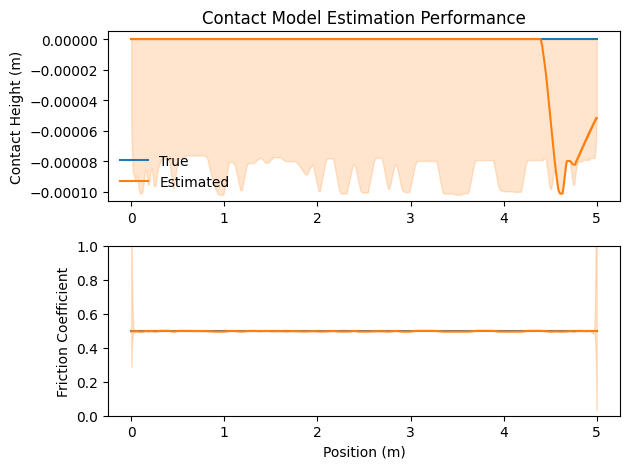 Contact Model Estimation Performance
Contact Height (m)
0.00000
−0.00002
−0.00004
−0.00006
−0.00008
−0.00010
True
Estimated
0 1 2 3 4 5
Friction Coefficient
1.0
0.8
0.6
0.4
0.2
0.0
0 1 2 3 4 5
Position (m)